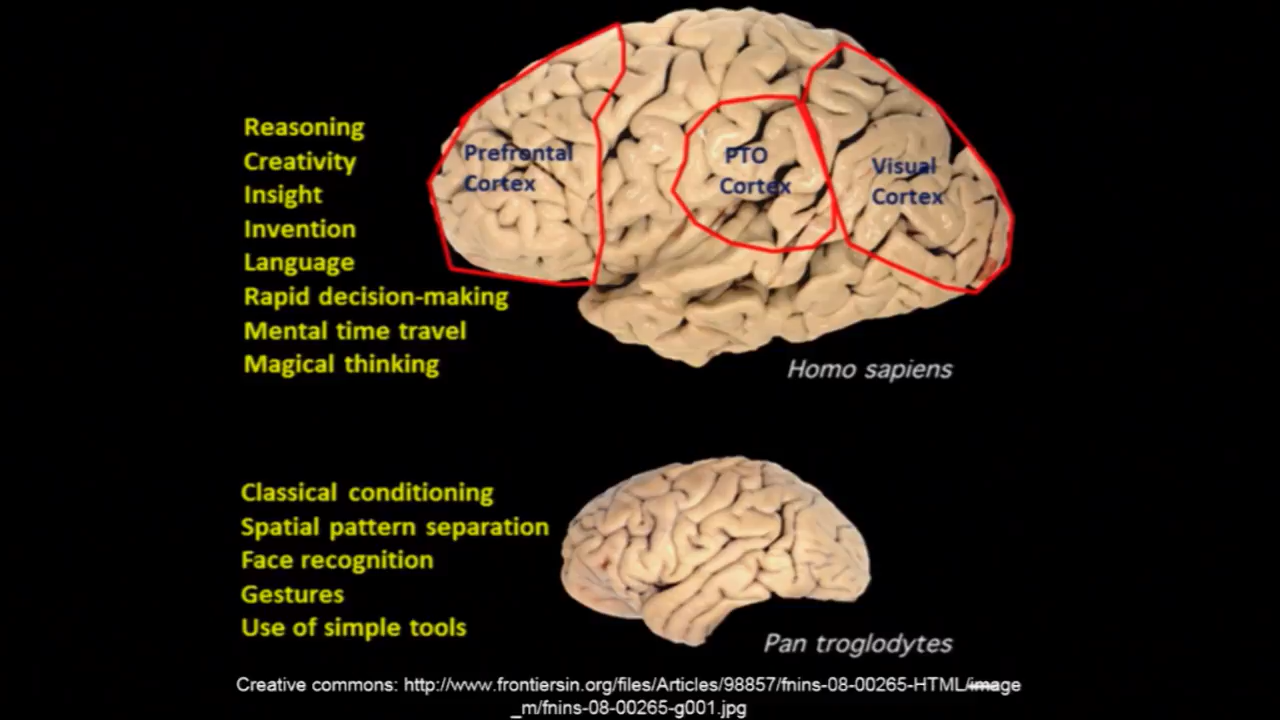 Reasoning
Creativity
Insight
Invention
Language
Rapid decision-making
Mental time travel
Magical thinking
Prefrontal
Cortex
PTO
Cortex
Visual
Cortex
Homo sapiens
Classical conditioning
Spatial pattern separation
Face recognition
Gestures
Use of simple tools
Pan troglodytes
Creative commons: http://www.frontiersin.org/files/Articles/98857/fnins-08-00265-HTML/image
_m/fnins-08-00265-g001.jpg